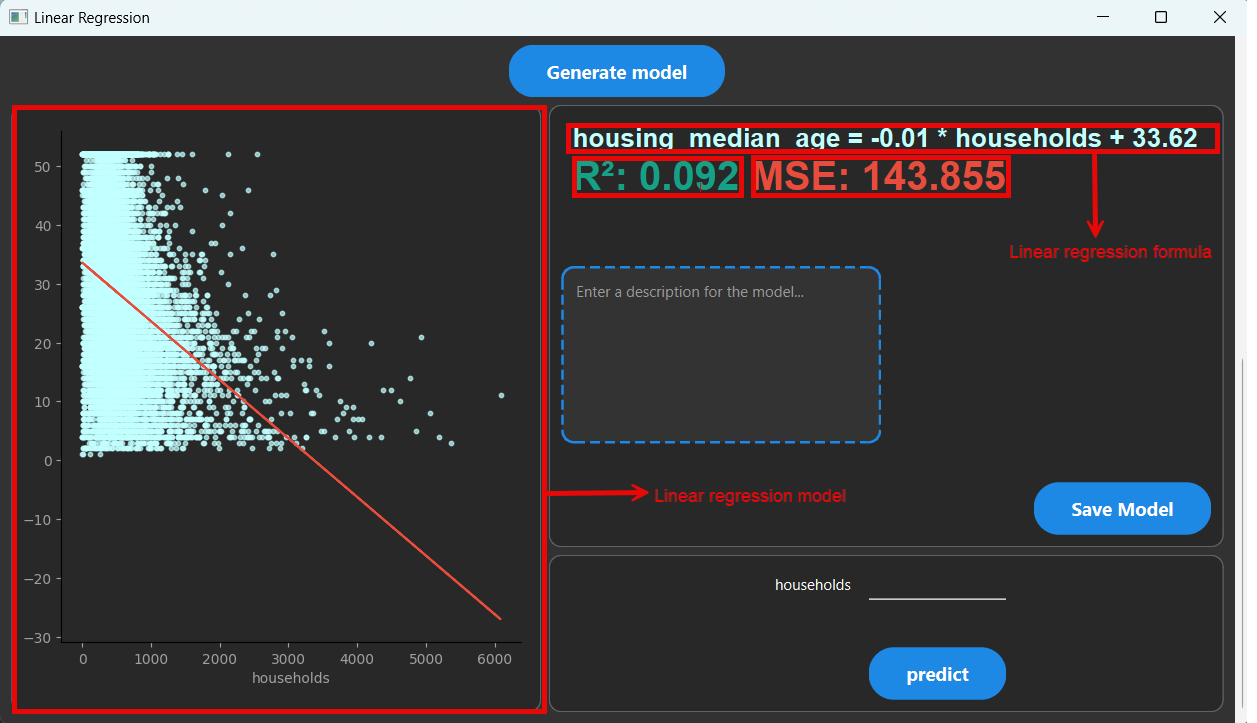 Linear Regression
Generate model
50
40
30
20
10
0
−10
−20
−30
0 1000 2000 3000 4000 5000 6000
households
housing_median_age = -0.01 * households + 33.62
R²: 0.092 MSE: 143.855
Linear regression formula
Enter a description for the model...
Linear regression model
Save Model
households
predict